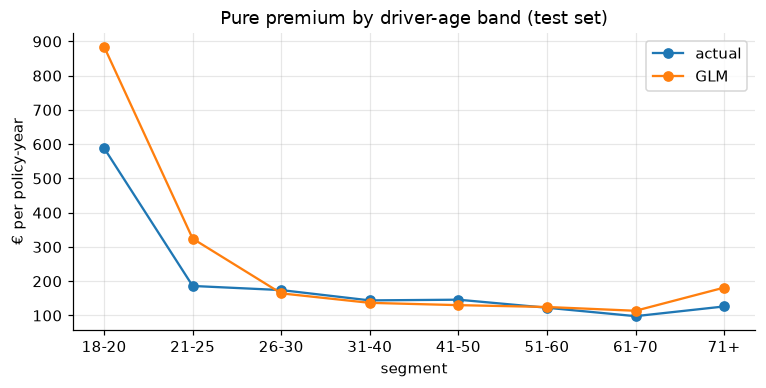 Pure premium by driver-age band (test set)
actual
GLM
900
800
700
600
500
400
300
200
100
€ per policy-year
18-20 21-25 26-30 31-40 41-50 51-60 61-70 71+
segment